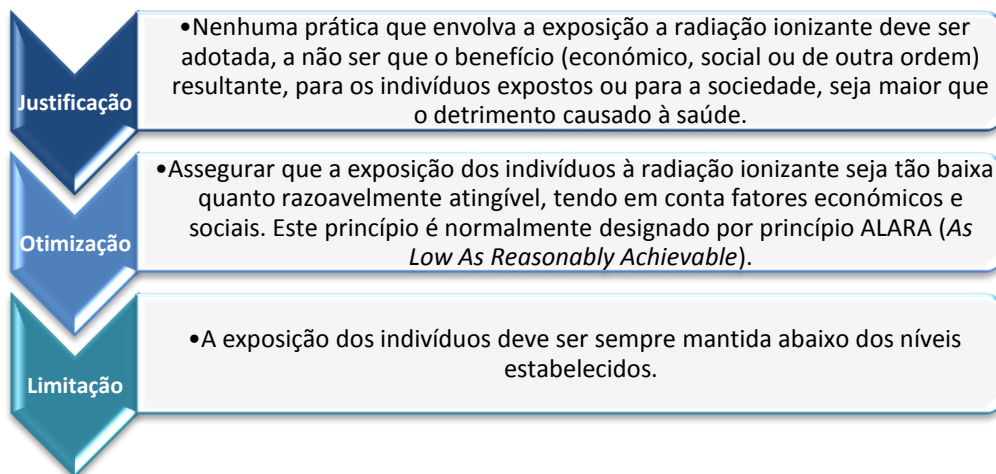 Justificação
•Nenhuma prática que envolva a exposição a radiação ionizante deve ser
adotada, a não ser que o benefício (económico, social ou de outra ordem)
resultante, para os indivíduos expostos ou para a sociedade, seja maior que
o detrimento causado à saúde.
Otimização
•Assegurar que a exposição dos indivíduos à radiação ionizante seja tão baixa
quanto razoavelmente atingível, tendo em conta fatores económicos e
sociais. Este princípio é normalmente designado por princípio ALARA (As
Low As Reasonably Achievable).
Limitação
•A exposição dos indivíduos deve ser sempre mantida abaixo dos níveis
estabelecidos.